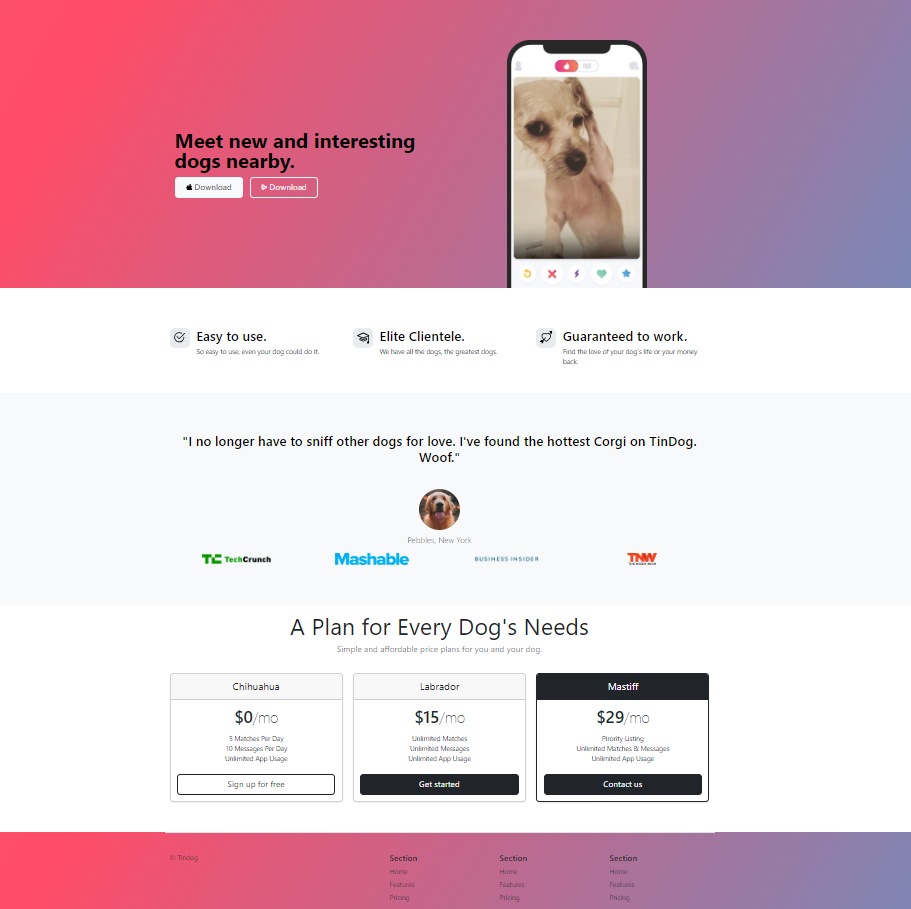 Meet new and interesting
dogs nearby.
Download
Download
Easy to use.
So easy to use, even your dog could do it.
Elite Clientele.
We have all the dogs, the greatest dogs.
Guaranteed to work.
Find the love of your dog's life or your money
back.
"I no longer have to sniff other dogs for love. I've found the hottest Corgi on TinDog.
Woof."
Pebbles, New York
TC TechCrunch
Mashable
BUSINESS INSIDER
TNW
THE NEXT WEB
A Plan for Every Dog's Needs
Simple and affordable price plans for you and your dog.
Chihuahua
$0/mo
5 Matches Per Day
10 Messages Per Day
Unlimited App Usage
Sign up for free
Labrador
$15/mo
Unlimited Matches
Unlimited Messages
Unlimited App Usage
Get started
Mastiff
$29/mo
Pirority Listing
Unlimited Matches & Messages
Unlimited App Usage
Contact us
© Tindog
Section
Home
Features
Pricing
Section
Home
Features
Pricing
Section
Home
Features
Pricing